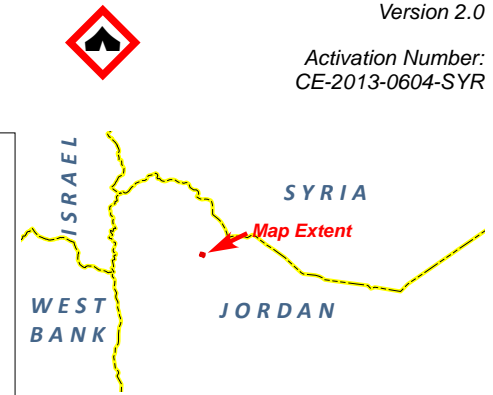 Version 2.0
Activation Number:
CE-2013-0604-SYR
ISRAEL
SYRIA
Map Extent
WEST
BANK
JORDAN